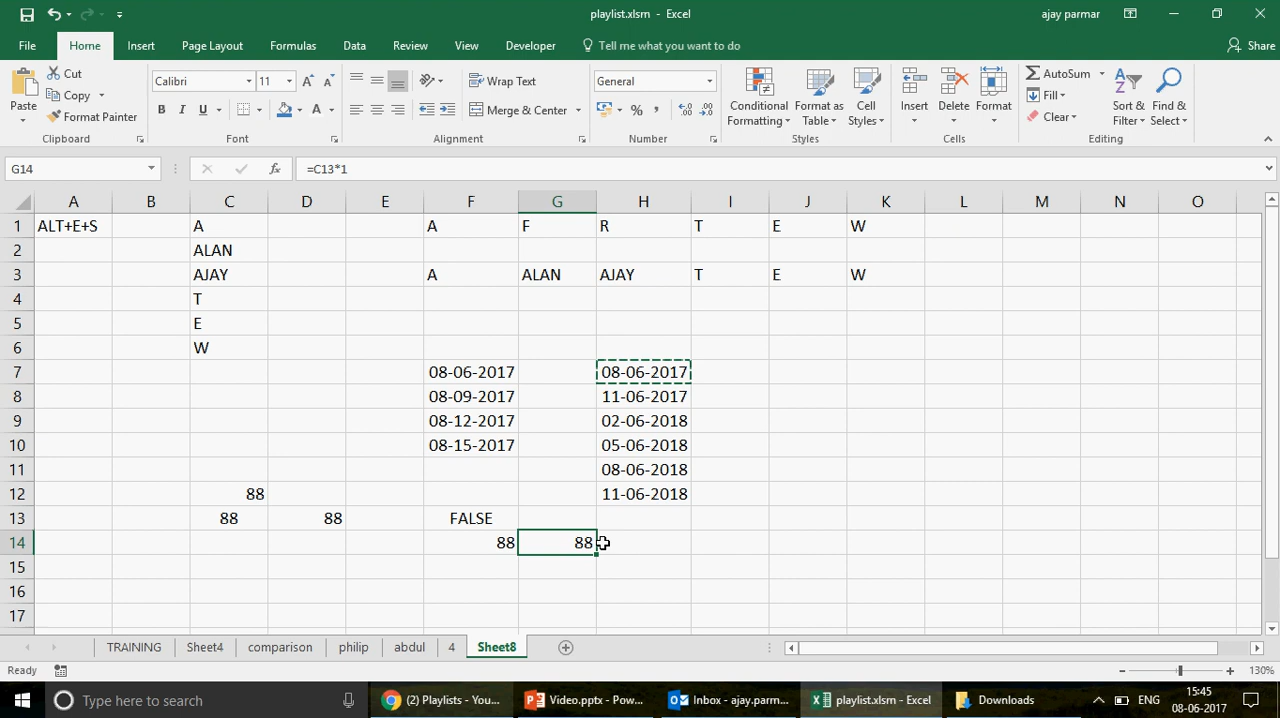 playlist.xlsm - Excel
ajay parmar
File Home Insert Page Layout Formulas Data Review View Developer Tell me what you want to do Share
Paste
Cut
Copy
Format Painter
Clipboard
Calibri 11
B I U
Font
Wrap Text
Merge & Center
Alignment
General
Number
Conditional Formatting
Format as Table
Cell Styles
Styles
Insert
Delete
Format
Cells
AutoSum
Fill
Clear
Sort & Filter
Find & Select
Editing
G14 fx =C13*1
A B C D E F G H I J K L M N O
1 ALT+E+S A A F R T E W
2 ALAN
3 AJAY A ALAN AJAY T E W
4 T
5 E
6 W
7 08-06-2017 08-06-2017
8 08-09-2017 11-06-2017
9 08-12-2017 02-06-2018
10 08-15-2017 05-06-2018
11 08-06-2018
12 88 11-06-2018
13 88 88 FALSE
14 88 88
15
16
17
TRAINING Sheet4 comparison philip abdul 4 Sheet8
Ready 130%
Type here to search (2) Playlists - You... Video.pptx - Pow... Inbox - ajay.parm... playlist.xlsm - Excel Downloads ENG 15:45
08-06-2017